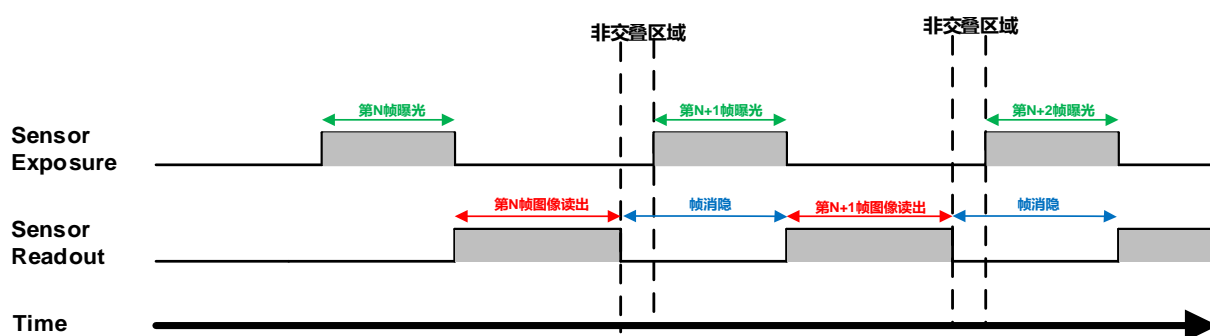 非交叠区域
非交叠区域
第N帧曝光
第N+1帧曝光
第N+2帧曝光
Sensor
Exposure
第N帧图像读出
帧消隐
第N+1帧图像读出
帧消隐
Sensor
Readout
Time